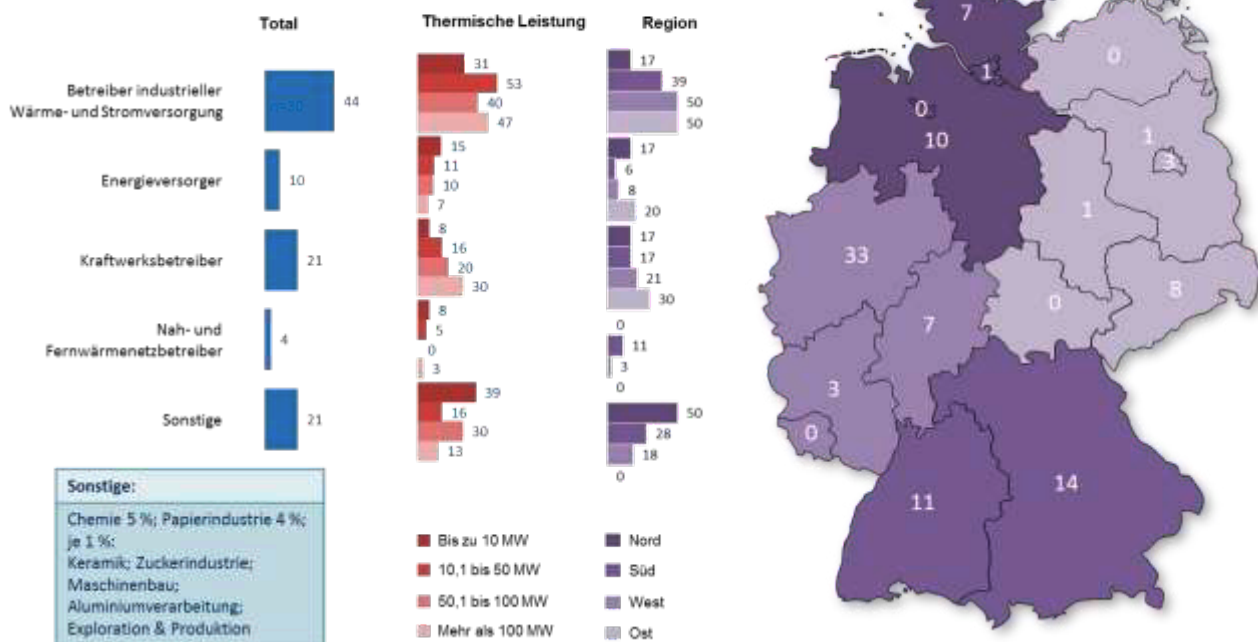 Total
Thermische Leistung
Region
Betreiber industrieller
Wärme- und Stromversorgung
44
31
53
40
47
17
39
50
50
Energieversorger
10
15
11
10
7
17
6
8
20
Kraftwerksbetreiber
21
8
16
20
30
17
17
21
30
Nah- und
Fernwärmenetzbetreiber
4
8
5
0
3
0
11
3
0
Sonstige
21
39
16
30
13
50
28
18
0
Sonstige:
Chemie 5 %; Papierindustrie 4 %;
je 1 %:
Keramik; Zuckerindustrie;
Maschinenbau;
Aluminiumverarbeitung;
Exploration & Produktion
Bis zu 10 MW
10,1 bis 50 MW
50,1 bis 100 MW
Mehr als 100 MW
Nord
Süd
West
Ost
7
0
1
0
10
1
3
1
33
8
0
7
3
0
14
11